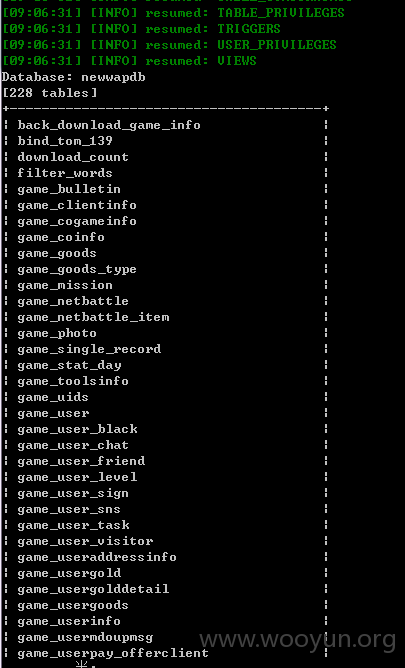 [09:06:31] [INFO] resumed: TABLE_PRIVILEGES
[09:06:31] [INFO] resumed: TRIGGERS
[09:06:31] [INFO] resumed: USER_PRIVILEGES
[09:06:31] [INFO] resumed: VIEWS
Database: newwapdb
[228 tables]
+---------------------------------------+
| back_download_game_info |
| bind_tom_139 |
| download_count |
| filter_words |
| game_bulletin |
| game_clientinfo |
| game_cogameinfo |
| game_coinfo |
| game_goods |
| game_goods_type |
| game_mission |
| game_netbattle |
| game_netbattle_item |
| game_photo |
| game_single_record |
| game_stat_day |
| game_toolsinfo |
| game_uids |
| game_user |
| game_user_black |
| game_user_chat |
| game_user_friend |
| game_user_level |
| game_user_sign |
| game_user_sns |
| game_user_task |
| game_user_visitor |
| game_useraddressinfo |
| game_usergold |
| game_usergolddetail |
| game_usergoods |
| game_userinfo |
| game_usermdoupmsg |
| game_userpay_offerclient |
www.wooyun.org